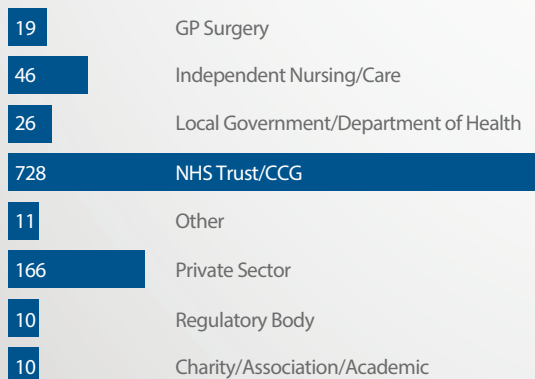 19 GP Surgery
46 Independent Nursing/Care
26 Local Government/Department of Health
728 NHS Trust/CCG
11 Other
166 Private Sector
10 Regulatory Body
10 Charity/Association/Academic